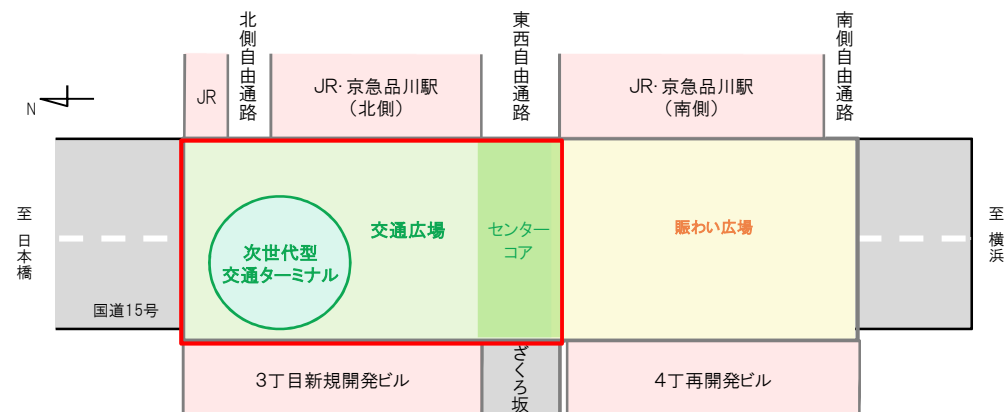 北側自由通路
東西自由通路
南側自由通路
N
JR
JR・京急品川駅
（北側）
JR・京急品川駅
（南側）
至 日本橋
国道15号
次世代型
交通ターミナル
交通広場
センター
コア
賑わい広場
至 横浜
3丁目新規開発ビル
ざくろ坂
4丁再開発ビル